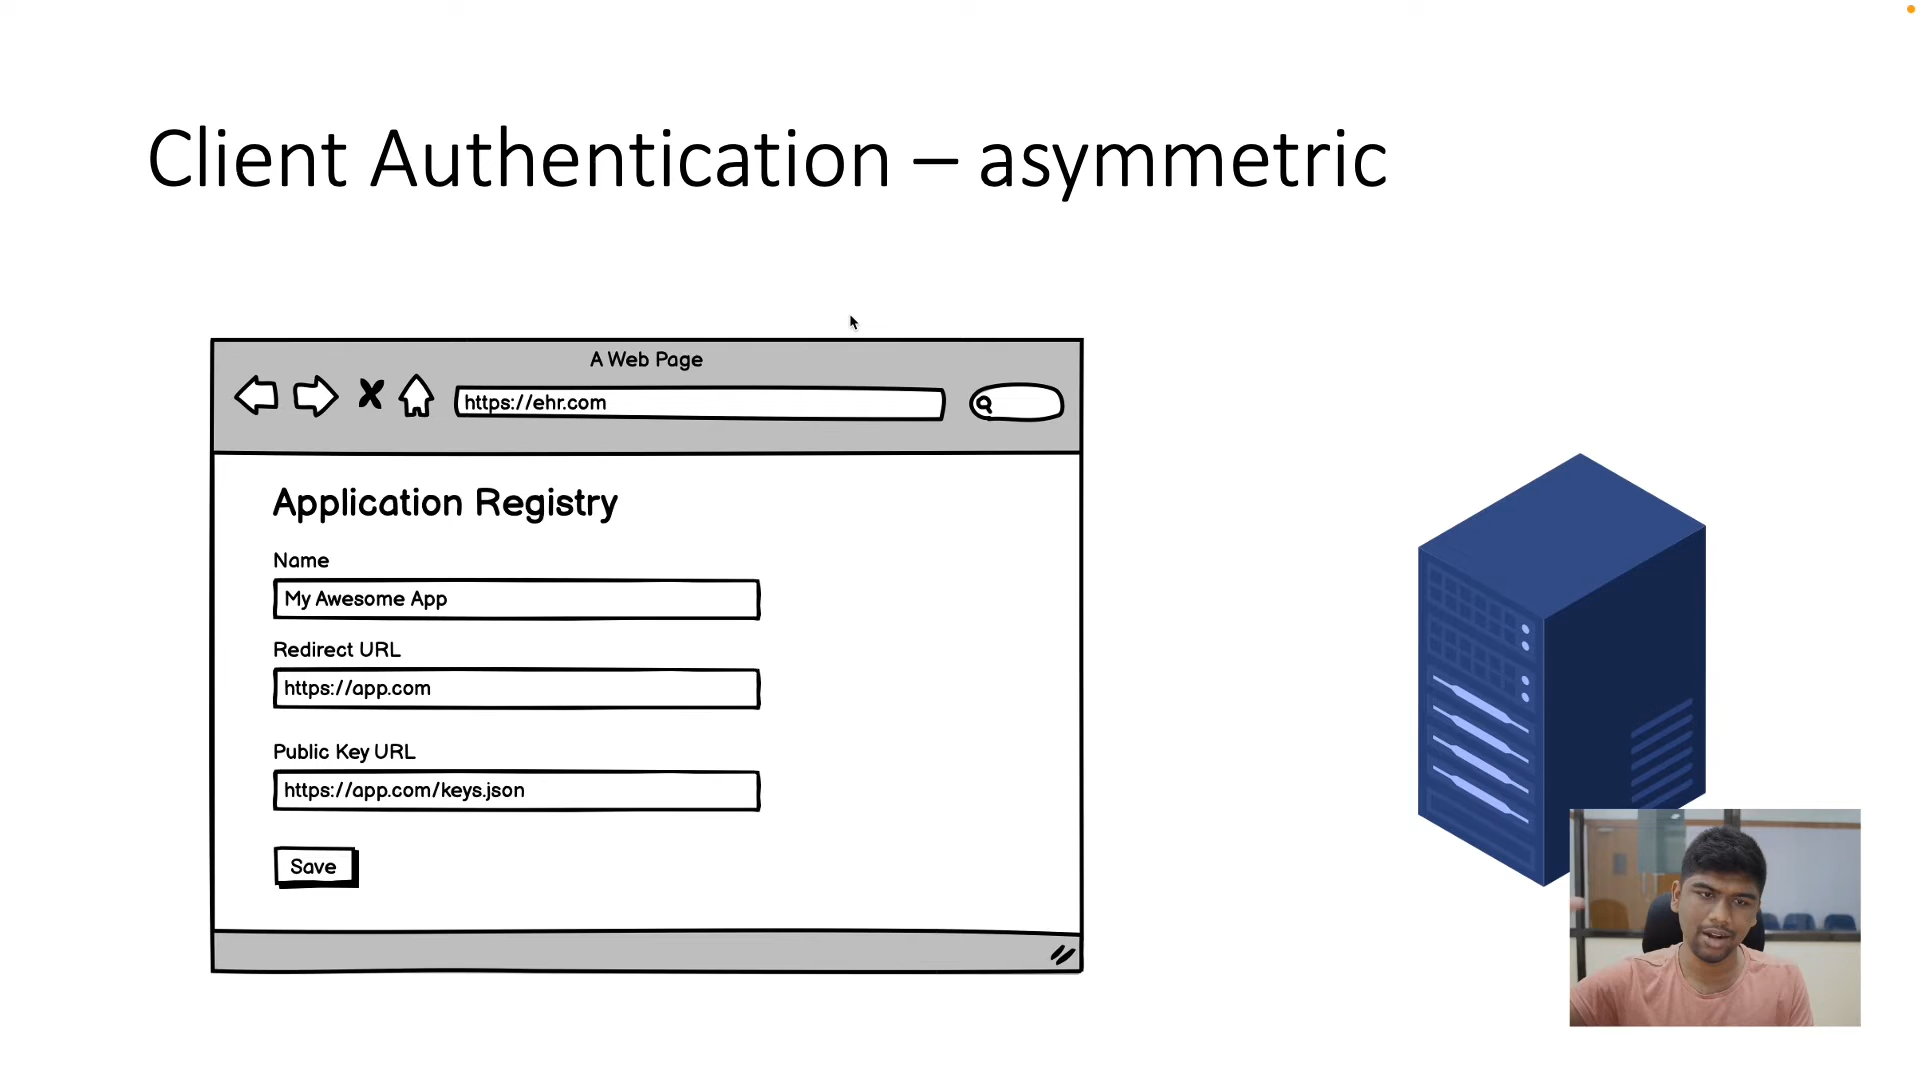 Client Authentication – asymmetric
A Web Page
https://ehr.com
Application Registry
Name
My Awesome App
Redirect URL
https://app.com
Public Key URL
https://app.com/keys.json
Save